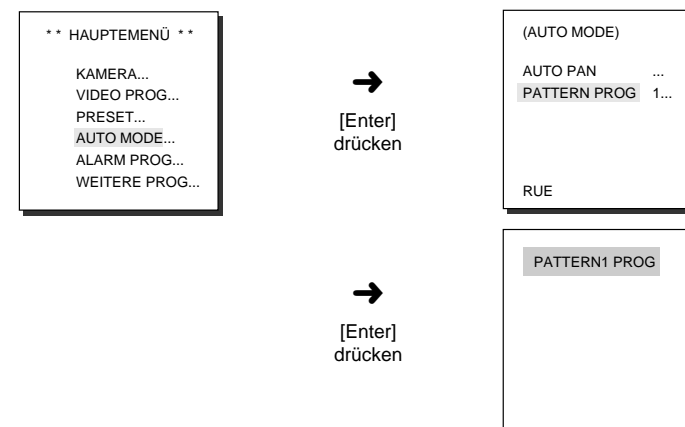 * * HAUPTEMENÜ * *
KAMERA...
VIDEO PROG...
PRESET...
AUTO MODE...
ALARM PROG...
WEITERE PROG...
[Enter]
drücken
(AUTO MODE)
AUTO PAN ...
PATTERN PROG 1...
RUE
[Enter]
drücken
PATTERN1 PROG